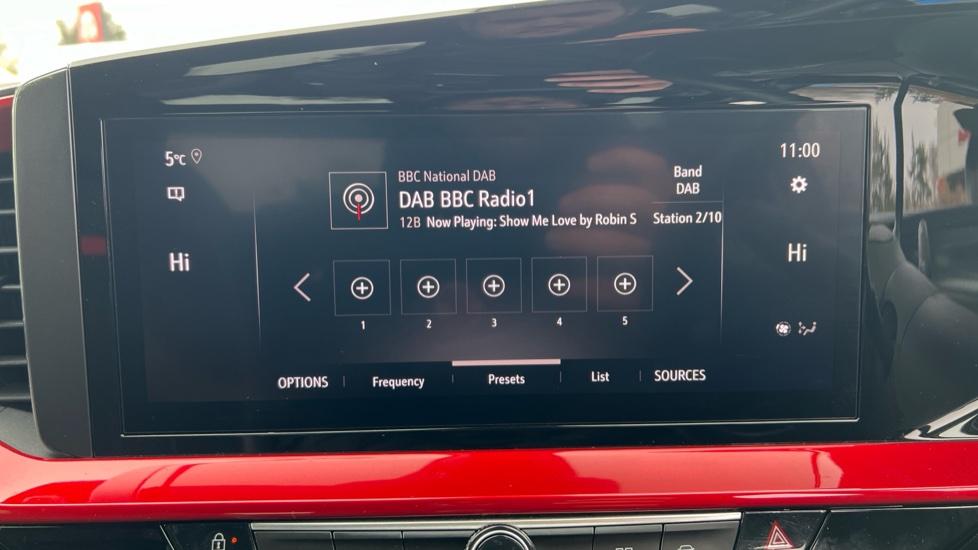 5°C
11:00
BBC National DAB
Band
DAB
DAB BBC Radio1
12B Now Playing: Show Me Love by Robin S
Station 2/10
Hi
Hi
1 2 3 4 5
OPTIONS Frequency Presets List SOURCES